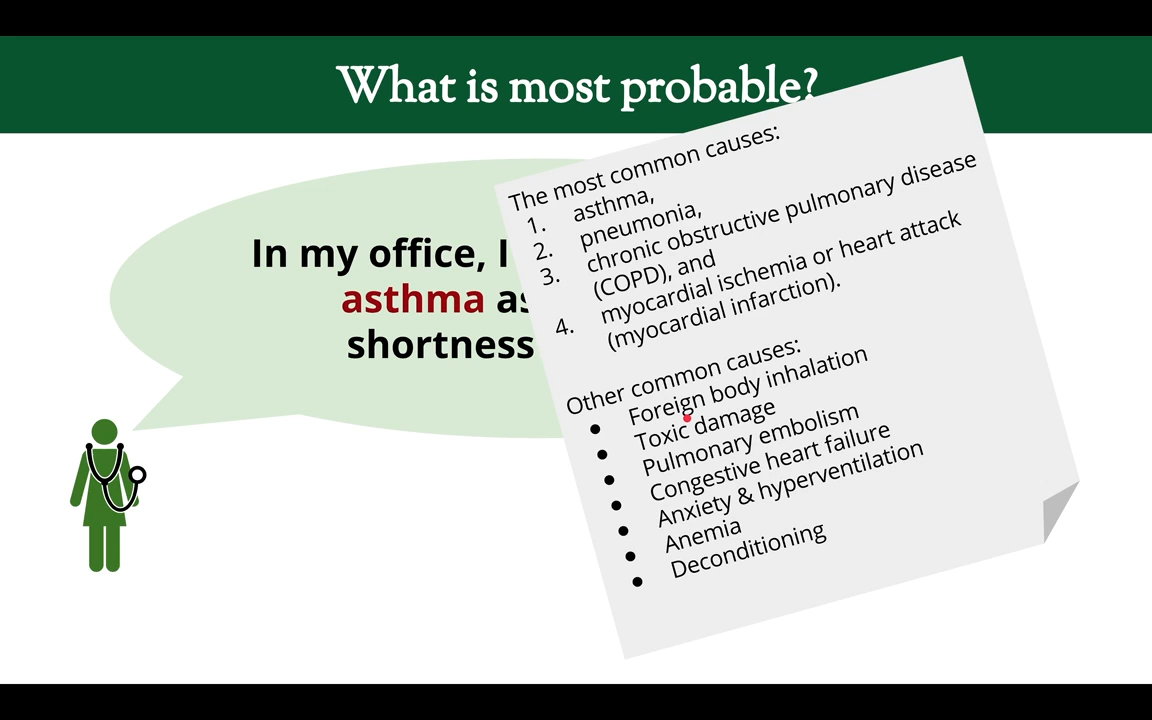 What is most probable?
In my office, I
asthma as
shortness
The most common causes:
1. asthma,
2. pneumonia,
3. chronic obstructive pulmonary disease
(COPD), and
4. myocardial ischemia or heart attack
(myocardial infarction).
Other common causes:
● Foreign body inhalation
● Toxic damage
● Pulmonary embolism
● Congestive heart failure
● Anxiety & hyperventilation
● Anemia
● Deconditioning